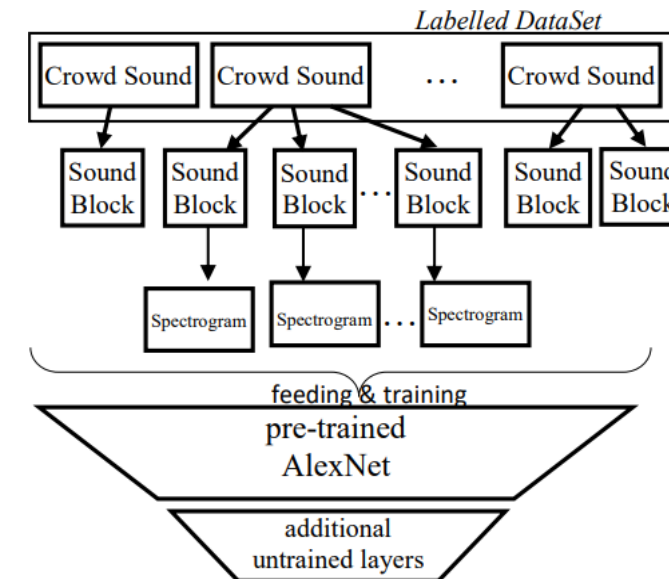 Labelled DataSet
Crowd Sound
Crowd Sound
...
Crowd Sound
Sound
Block
Sound
Block
Sound
Block
...
Sound
Block
Sound
Block
Sound
Block
Spectrogram
Spectrogram
...
Spectrogram
feeding & training
pre-trained
AlexNet
additional
untrained layers